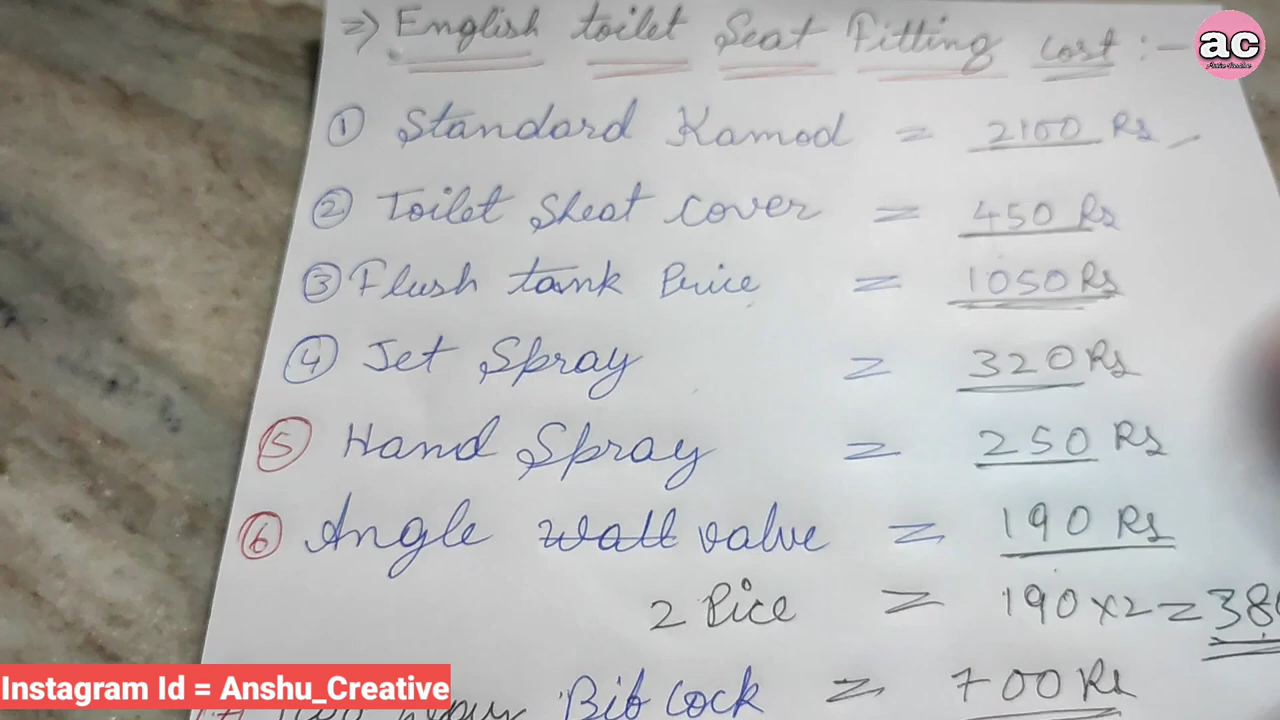 => English toilet Seat Fitting cost :-
ac
① Standard Kamod = 2100 Rs
② Toilet Sheat cover = 450 Rs
③ Flush tank Price = 1050 Rs
④ Jet Spray = 320 Rs
⑤ Hand Spray = 250 Rs
⑥ Angle wall valve = 190 Rs
2 Pice = 190 x 2 = 38
Bib cock = 700 Rs
Instagram Id = Anshu_Creative